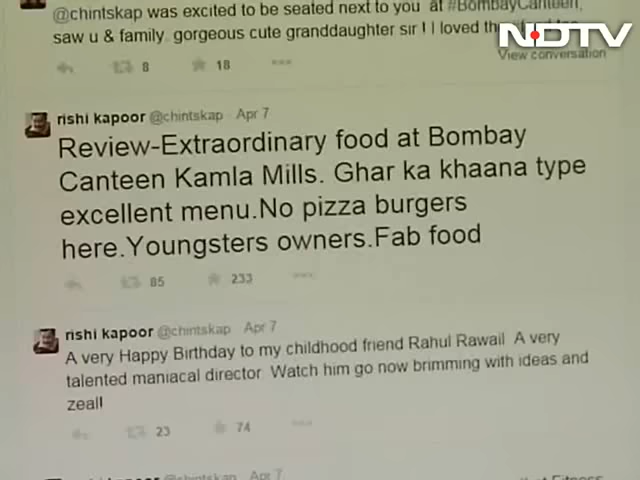 @chintskap was excited to be seated next to you at #BombayCanteen,
saw u & family. gorgeous cute granddaughter sir ! I loved
NDTV
View conversation
8
18
rishi kapoor @chintskap Apr 7
Review-Extraordinary food at Bombay
Canteen Kamla Mills. Ghar ka khaana type
excellent menu.No pizza burgers
here.Youngsters owners.Fab food
85
233
rishi kapoor @chintskap Apr 7
A very Happy Birthday to my childhood friend Rahul Rawail A very
talented maniacal director Watch him go now brimming with ideas and
zeal!
23
74
rishi kapoor @chintskap Apr 7